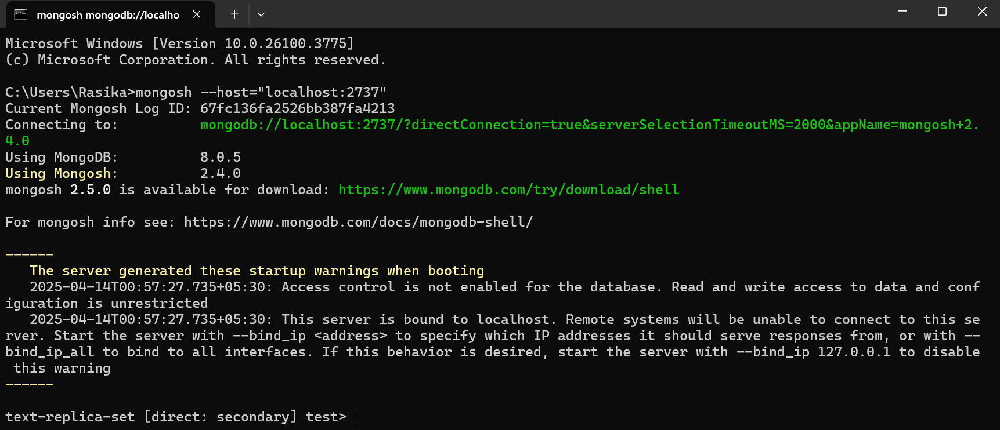 mongosh mongodb://localho
Microsoft Windows [Version 10.0.26100.3775]
(c) Microsoft Corporation. All rights reserved.
C:\Users\Rasika>mongosh --host="localhost:2737"
Current Mongosh Log ID: 67fc136fa2526bb387fa4213
Connecting to:          mongodb://localhost:2737/?directConnection=true&serverSelectionTimeoutMS=2000&appName=mongosh+2.
4.0
Using MongoDB:          8.0.5
Using Mongosh:          2.4.0
mongosh 2.5.0 is available for download: https://www.mongodb.com/try/download/shell
For mongosh info see: https://www.mongodb.com/docs/mongodb-shell/
------
   The server generated these startup warnings when booting
   2025-04-14T00:57:27.735+05:30: Access control is not enabled for the database. Read and write access to data and conf
iguration is unrestricted
   2025-04-14T00:57:27.735+05:30: This server is bound to localhost. Remote systems will be unable to connect to this se
rver. Start the server with --bind_ip <address> to specify which IP addresses it should serve responses from, or with --
bind_ip_all to bind to all interfaces. If this behavior is desired, start the server with --bind_ip 127.0.0.1 to disable
 this warning
------
text-replica-set [direct: secondary] test>